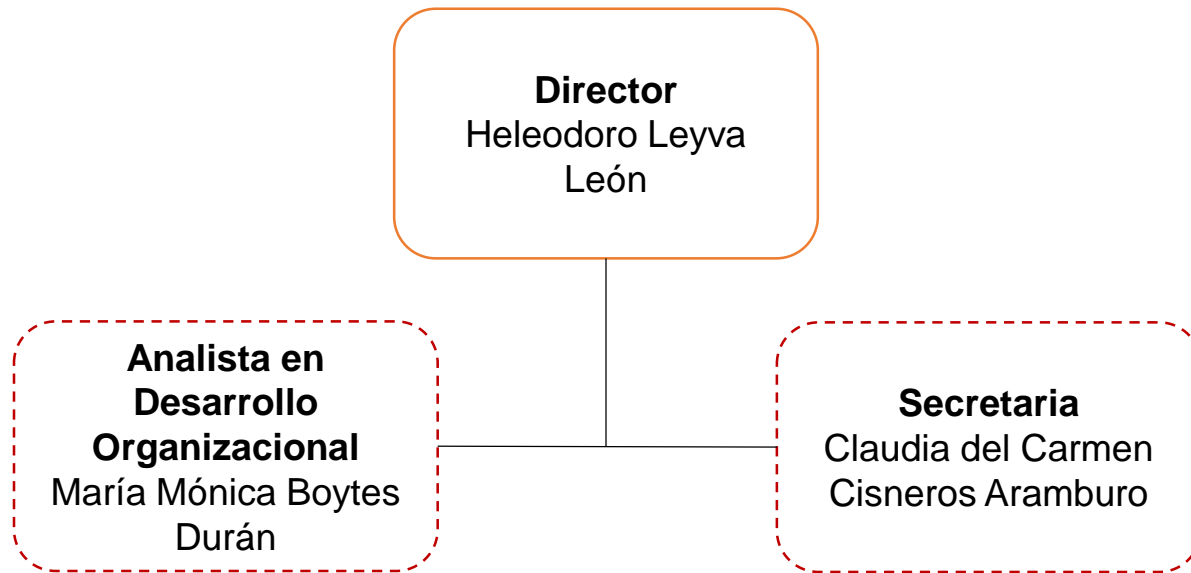 Director
Heleodoro Leyva
León
Analista en
Desarrollo
Organizacional
María Mónica Boytes
Durán
Secretaria
Claudia del Carmen
Cisneros Aramburo